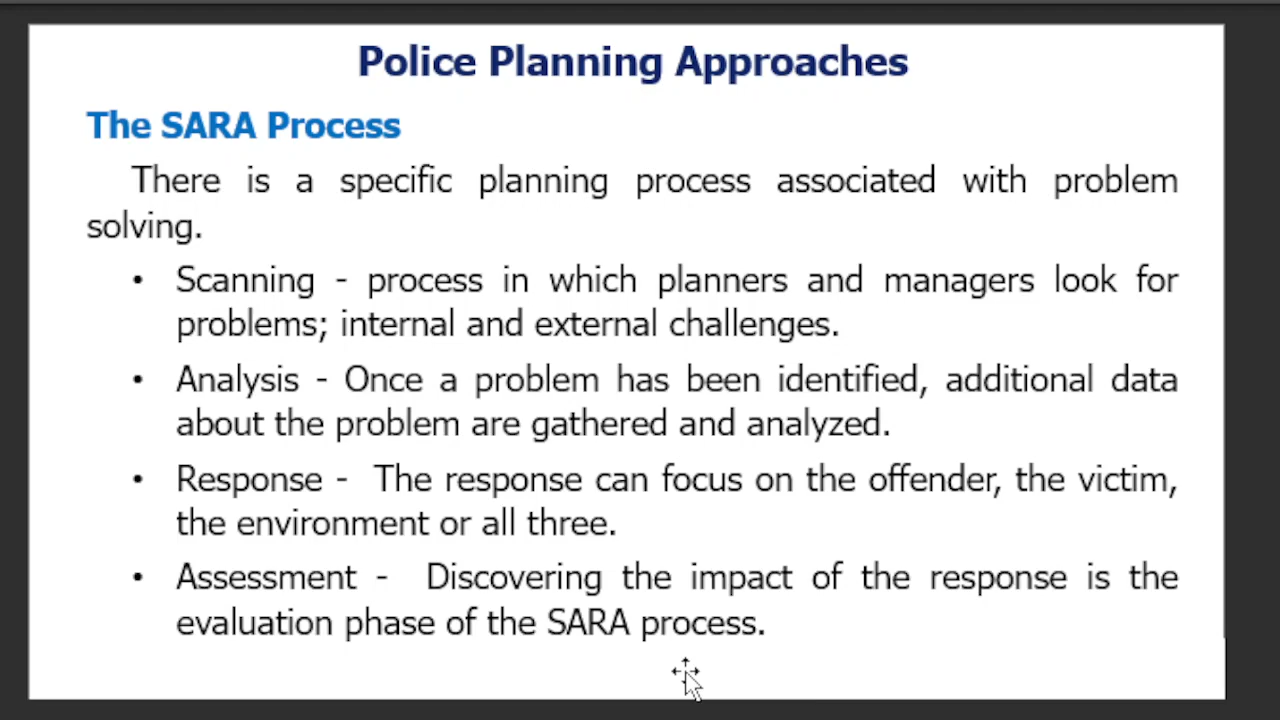 Police Planning Approaches
The SARA Process
There is a specific planning process associated with problem
solving.
• Scanning - process in which planners and managers look for
problems; internal and external challenges.
• Analysis - Once a problem has been identified, additional data
about the problem are gathered and analyzed.
• Response - The response can focus on the offender, the victim,
the environment or all three.
• Assessment - Discovering the impact of the response is the
evaluation phase of the SARA process.